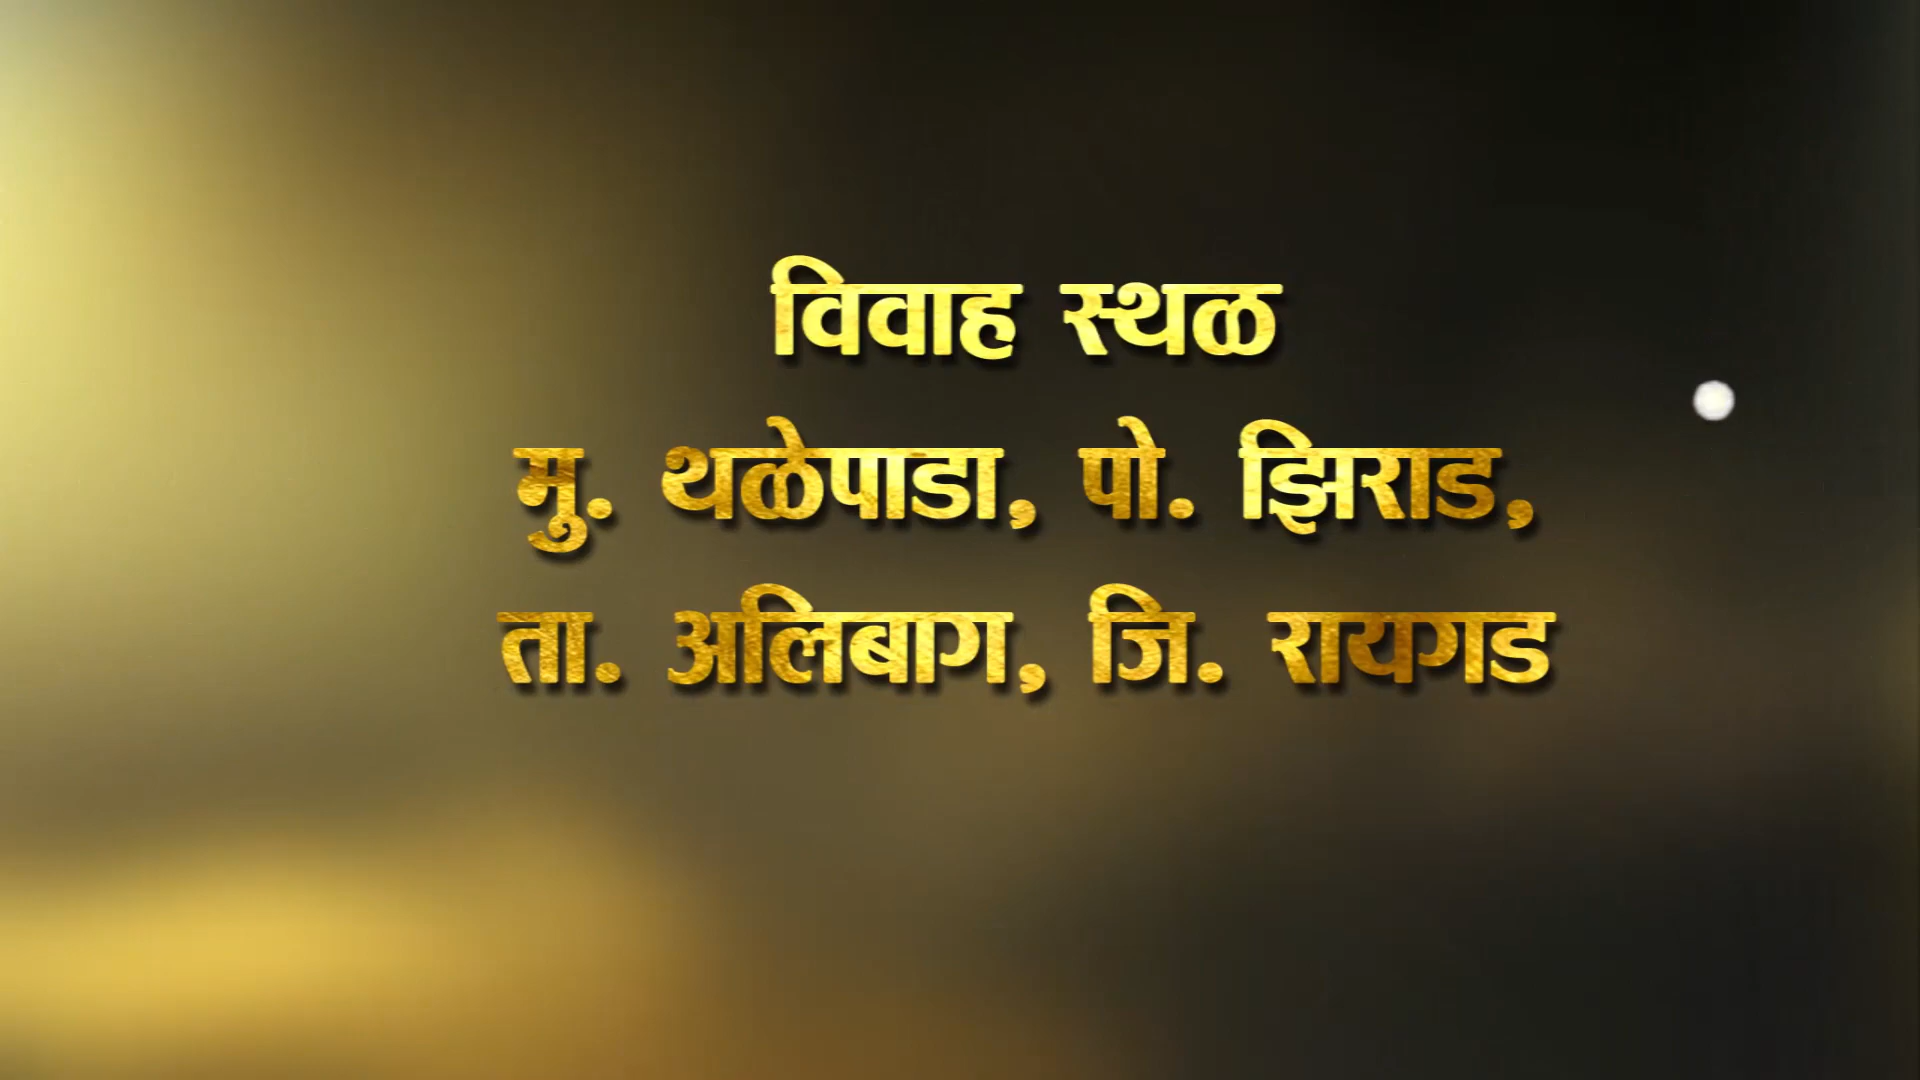 विवाह स्थळ
मु. थळेपाडा, पो. झिराड,
ता. अलिबाग, जि. रायगड